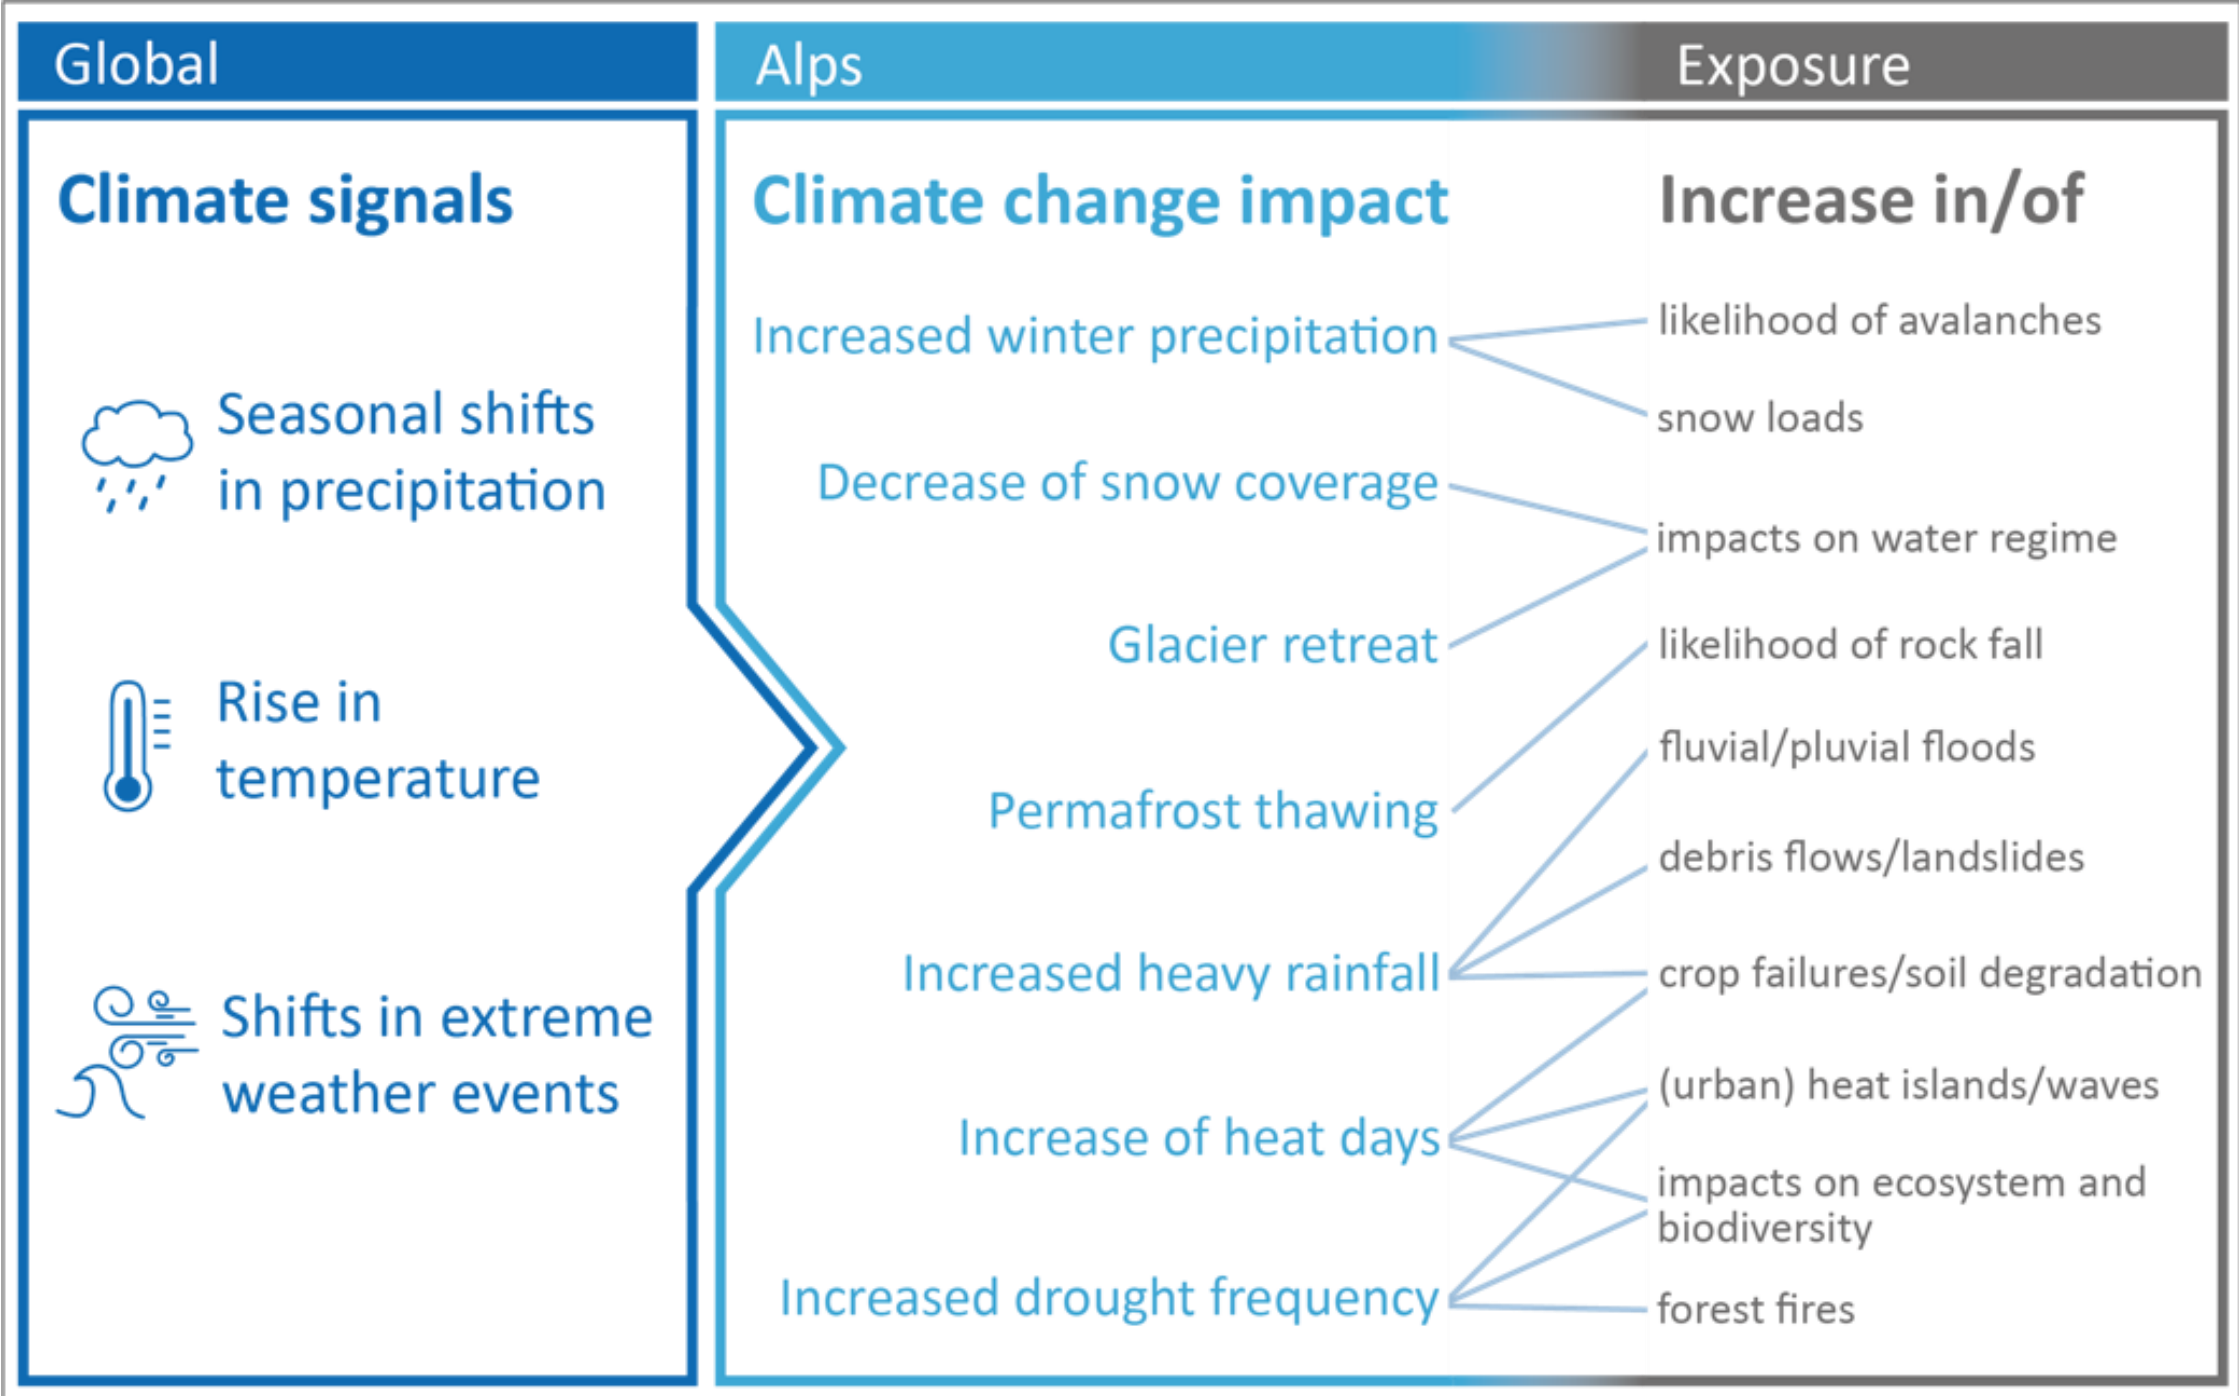 Global
Climate signals
Seasonal shifts
in precipitation
Rise in
temperature
Shifts in extreme
weather events
Alps
Climate change impact
Increased winter precipitation
Decrease of snow coverage
Glacier retreat
Permafrost thawing
Increased heavy rainfall
Increase of heat days
Increased drought frequency
Exposure
Increase in/of
likelihood of avalanches
snow loads
impacts on water regime
likelihood of rock fall
fluvial/pluvial floods
debris flows/landslides
crop failures/soil degradation
(urban) heat islands/waves
impacts on ecosystem and
biodiversity
forest fires